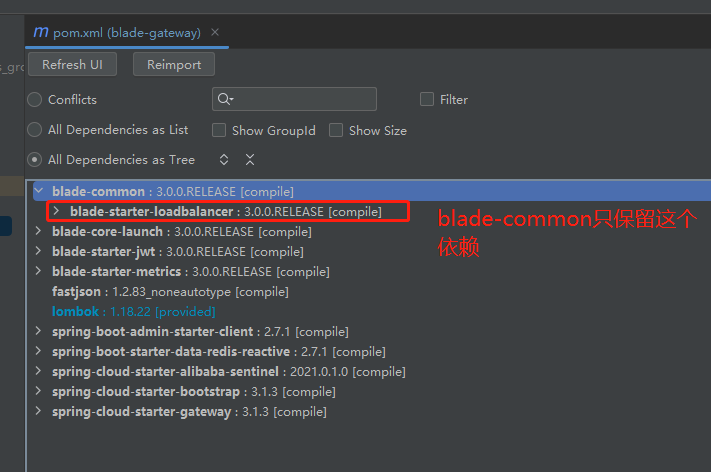 m pom.xml (blade-gateway) ×
s_gro
Refresh UI Reimport
Conflicts Filter
All Dependencies as List Show GroupId Show Size
All Dependencies as Tree
blade-common : 3.0.0.RELEASE [compile]
blade-starter-loadbalancer : 3.0.0.RELEASE [compile]
blade-common只保留这个
依赖
blade-core-launch : 3.0.0.RELEASE [compile]
blade-starter-jwt : 3.0.0.RELEASE [compile]
blade-starter-metrics : 3.0.0.RELEASE [compile]
fastjson : 1.2.83_noneautotype [compile]
lombok : 1.18.22 [provided]
spring-boot-admin-starter-client : 2.7.1 [compile]
spring-boot-starter-data-redis-reactive : 2.7.1 [compile]
spring-cloud-starter-alibaba-sentinel : 2021.0.1.0 [compile]
spring-cloud-starter-bootstrap : 3.1.3 [compile]
spring-cloud-starter-gateway : 3.1.3 [compile]